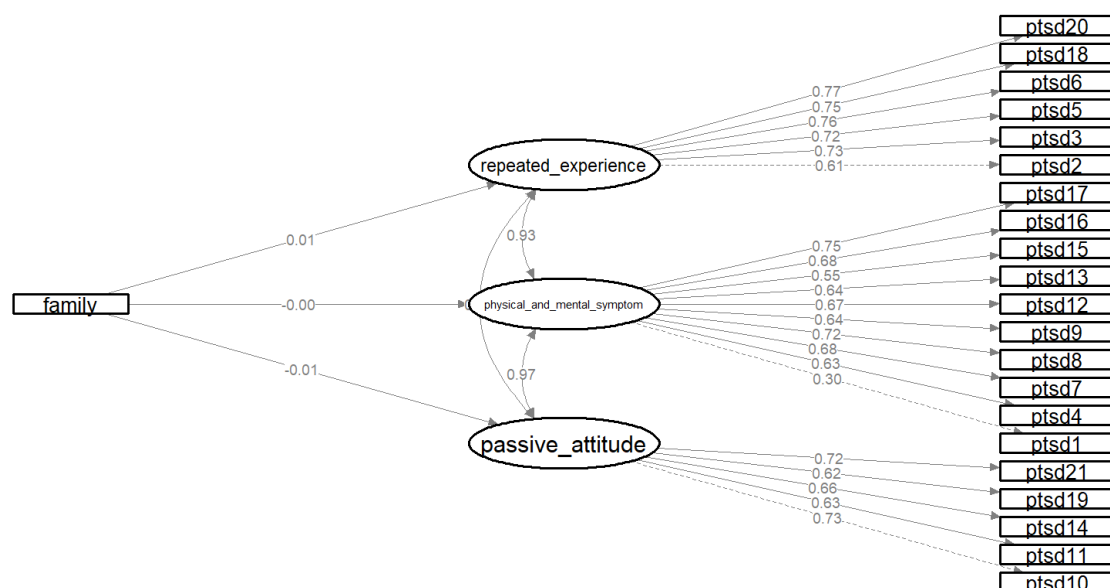 ptsd20
ptsd18
ptsd6
0.77
0.75
ptsd5
0.76
0.72
ptsd3
0.73
repeated_experience
0.61
ptsd2
ptsd17
ptsd16
0.01
0.93
0.75
0.68
ptsd15
0.55
0.64
ptsd13
family
-0.00
physical_and_mental_symptom
0.67
ptsd12
0.64
ptsd9
0.72
ptsd8
0.68
-0.01
0.97
0.63
0.30
ptsd7
ptsd4
passive_attitude
ptsd1
0.72
ptsd21
0.62
0.66
ptsd19
0.63
0.73
ptsd14
ptsd11
ptsd10